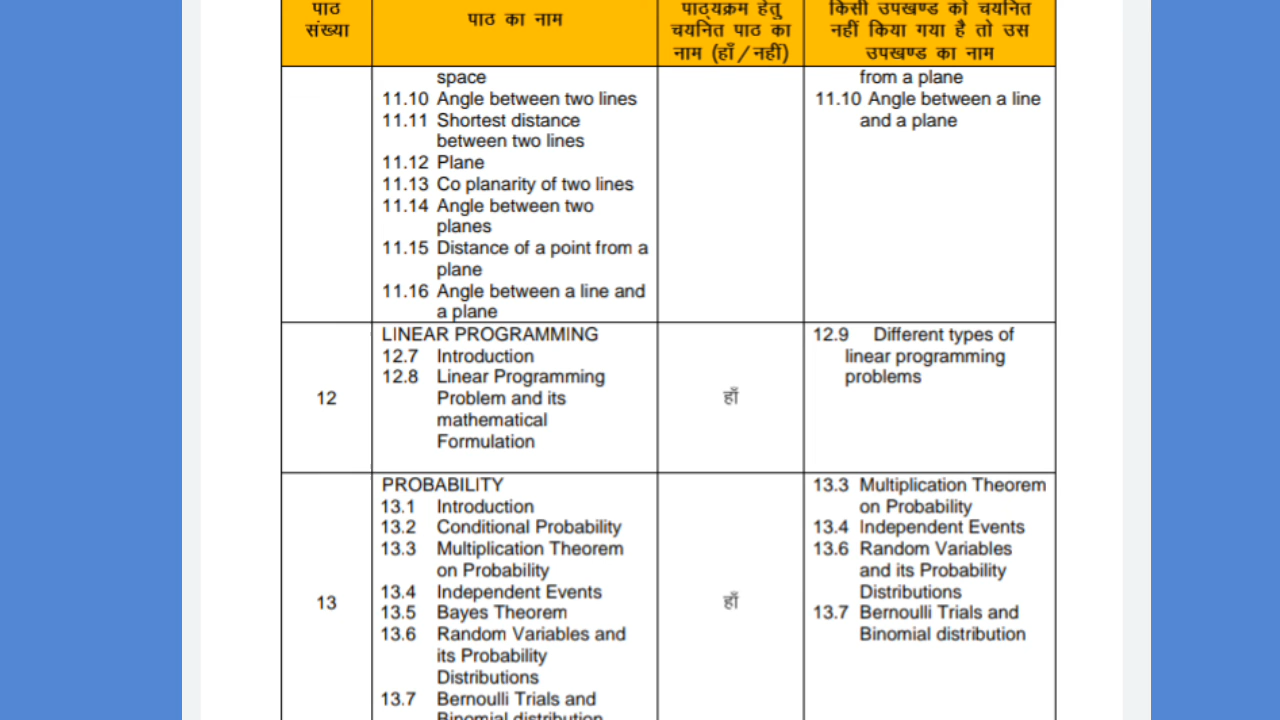 पाठ संख्या
पाठ का नाम
पाठ्यक्रम हेतु चयनित पाठ का नाम (हाँ/नहीं)
किसी उपखण्ड को चयनित नहीं किया गया है तो उस उपखण्ड का नाम
space
11.10 Angle between two lines
11.11 Shortest distance
between two lines
11.12 Plane
11.13 Co planarity of two lines
11.14 Angle between two
planes
11.15 Distance of a point from a
plane
11.16 Angle between a line and
a plane
from a plane
11.10 Angle between a line
and a plane
12
LINEAR PROGRAMMING
12.7 Introduction
12.8 Linear Programming
Problem and its
mathematical
Formulation
हाँ
12.9 Different types of
linear programming
problems
13
PROBABILITY
13.1 Introduction
13.2 Conditional Probability
13.3 Multiplication Theorem
on Probability
13.4 Independent Events
13.5 Bayes Theorem
13.6 Random Variables and
its Probability
Distributions
13.7 Bernoulli Trials and
Binomial distribution
हाँ
13.3 Multiplication Theorem
on Probability
13.4 Independent Events
13.6 Random Variables
and its Probability
Distributions
13.7 Bernoulli Trials and
Binomial distribution